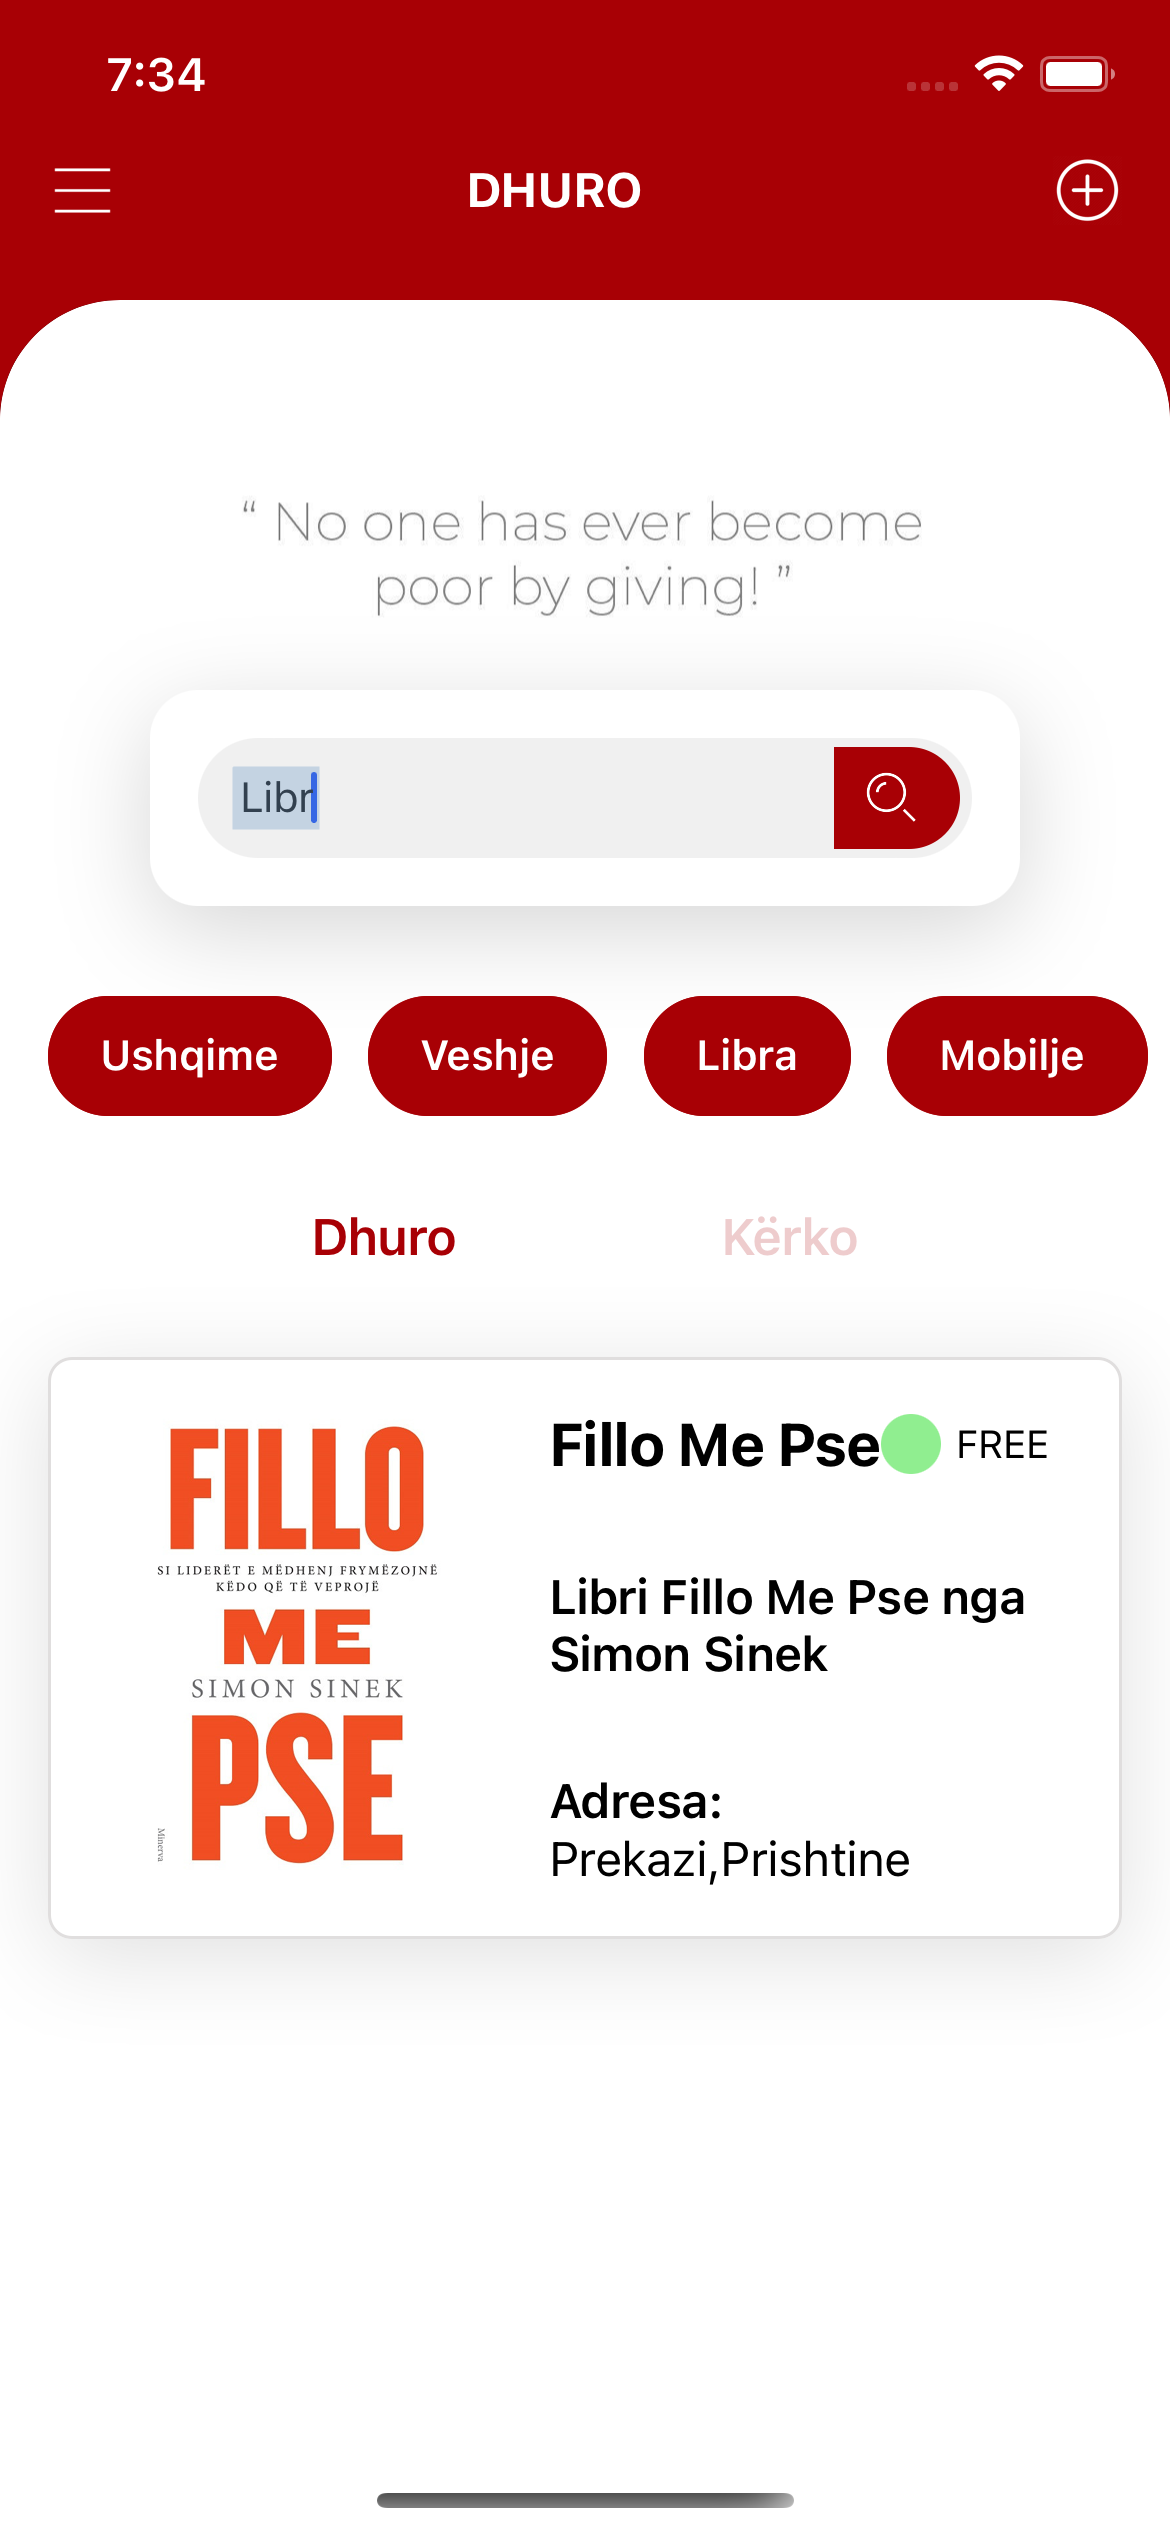 7:34
DHURO
“ No one has ever become
poor by giving! ”
Libr
Ushqime Veshje Libra Mobilje
Dhuro Kërko
FILLO
SI LIDERËT E MËDHENJ FRYMËZOJNË
KËDO QË TË VEPROJË
ME
SIMON SINEK
PSE
Minerva
Fillo Me Pse FREE
Libri Fillo Me Pse nga
Simon Sinek
Adresa:
Prekazi,Prishtine